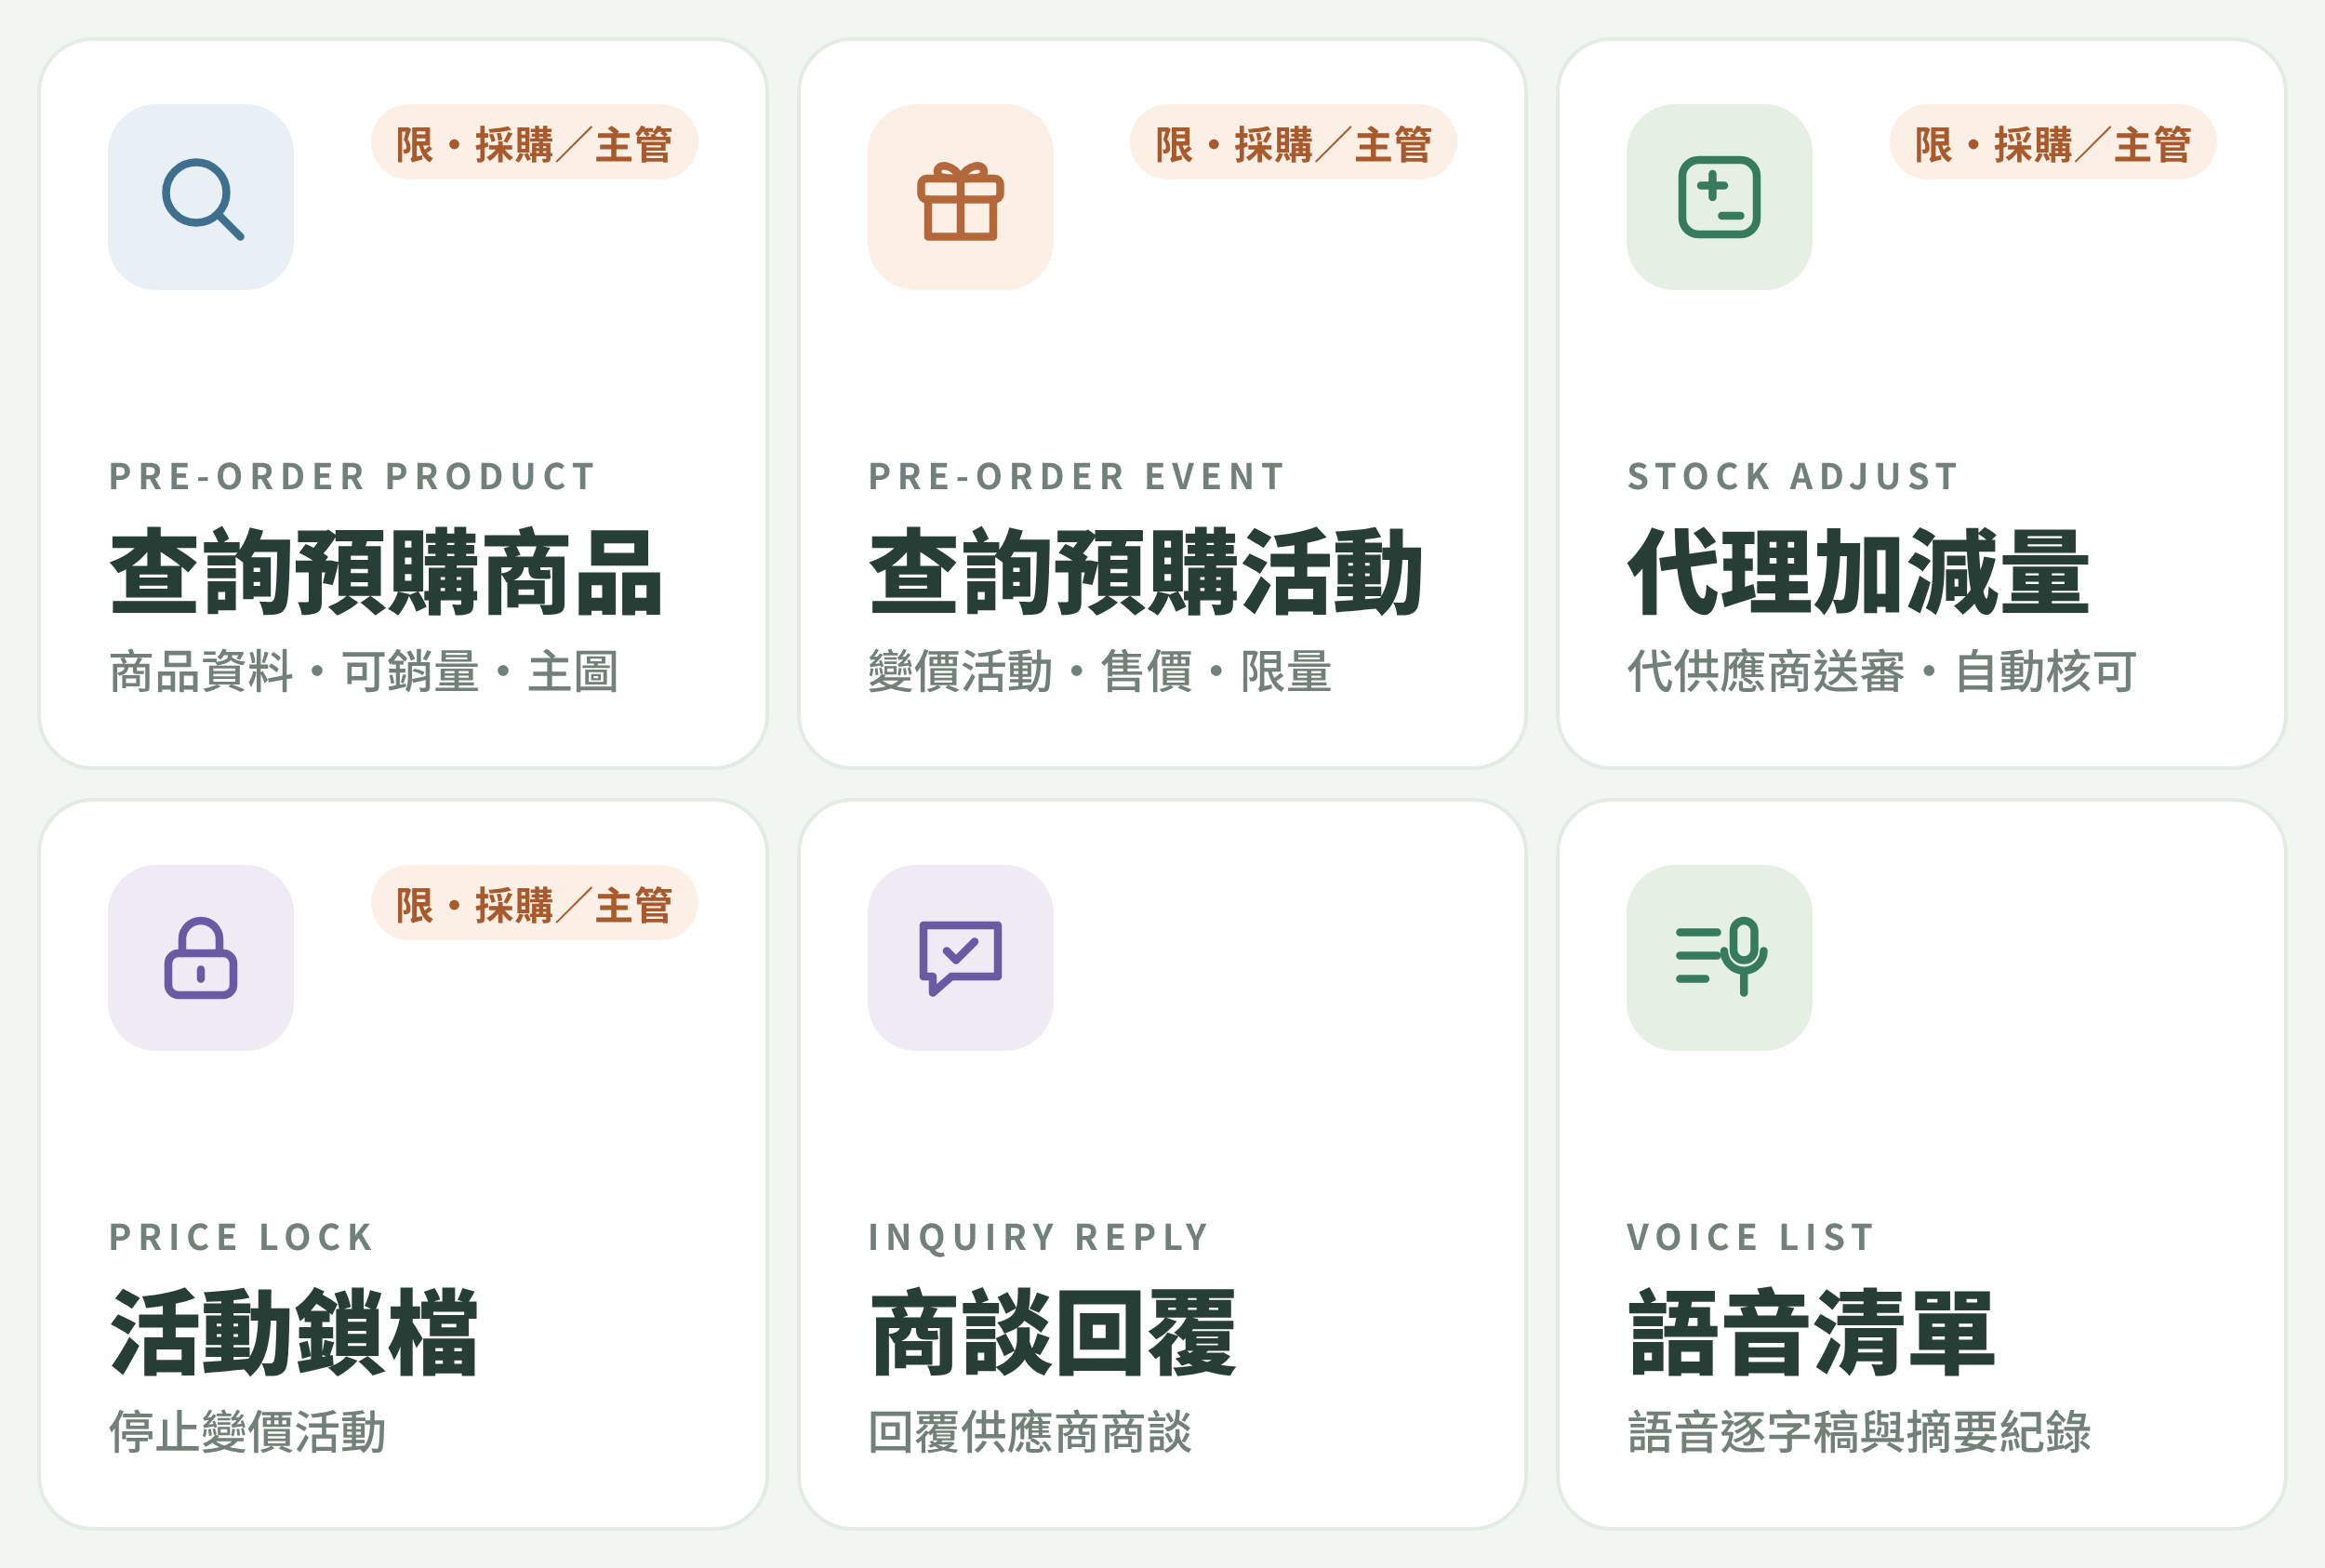 限・採購／主管
PRE-ORDER PRODUCT
查詢預購商品
商品資料・可銷量・主圖
限・採購／主管
PRE-ORDER EVENT
查詢預購活動
變價活動・售價・限量
限・採購／主管
STOCK ADJUST
代理加減量
代供應商送審・自動核可
限・採購／主管
PRICE LOCK
活動鎖檔
停止變價活動
INQUIRY REPLY
商談回覆
回覆供應商商談
VOICE LIST
語音清單
語音逐字稿與摘要紀錄